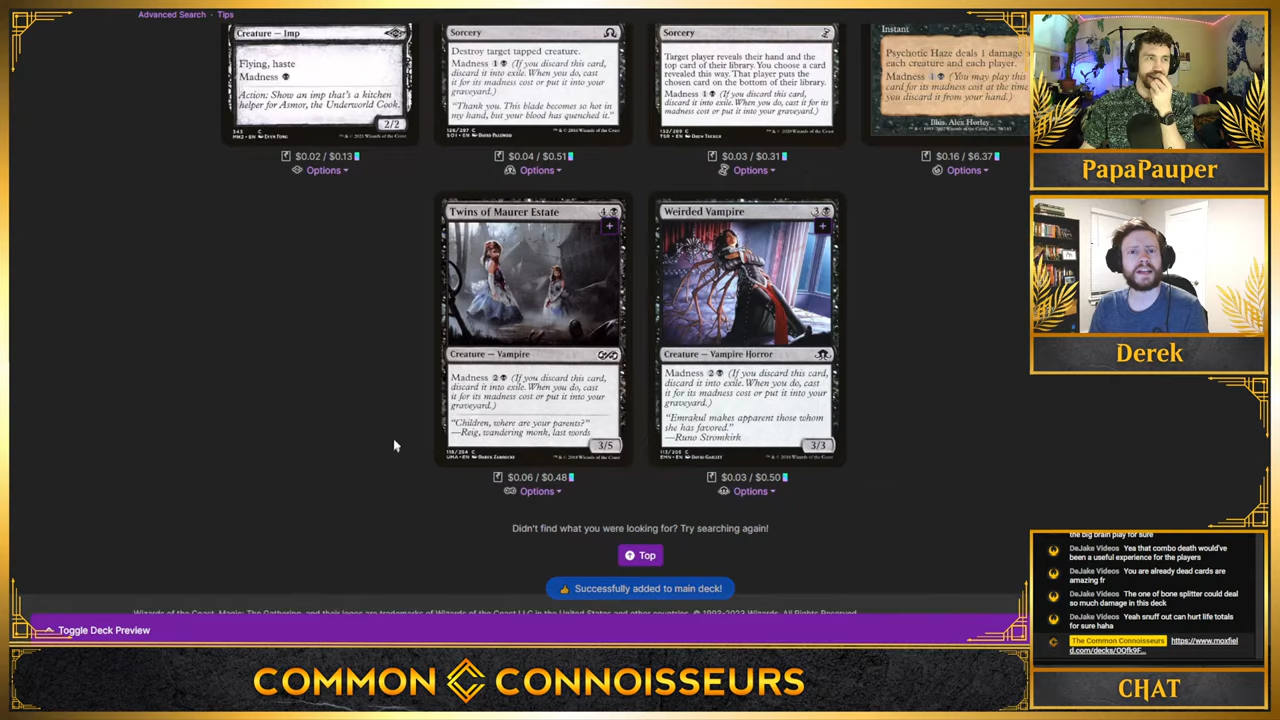 Advanced Search · Tips
Creature — Imp
Flying, haste
Madness
Action: Show an imp that's a kitchen
helper for Asmor, the Underworld Cook.
2/2
Sorcery
Destroy target tapped creature.
Madness 1 (If you discard this card,
discard it into exile. When you do, cast
it for its madness cost or put it into your
graveyard.)
"Thank you. This blade becomes so hot in
my hand, but your blood has quenched it."
Sorcery
Target player reveals their hand and the
top card of their library. You choose a card
revealed this way. That player puts the
chosen card on the bottom of their library.
Madness 1 (If you discard this card,
discard it into exile. When you do, cast it for its
madness cost or put it into your graveyard.)
Instant
Psychotic Haze deals 1 damage
each creature and each player.
Madness 1 (You may play this
card for its madness cost at the time
you discard it from your hand.)
Illus. Alex Horley
$0.02 / $0.13
Options
$0.04 / $0.51
Options
$0.03 / $0.31
Options
$0.16 / $6.37
Options
Twins of Maurer Estate 4
Creature — Vampire
Madness 2 (If you discard this card,
discard it into exile. When you do, cast
it for its madness cost or put it into your
graveyard.)
"Children, where are your parents?"
—Reig, wandering monk, last words
3/5
Weirded Vampire 3
Creature — Vampire Horror
Madness 2 (If you discard this card,
discard it into exile. When you do, cast
it for its madness cost or put it into your
graveyard.)
"Emrakul makes apparent those whom
she has favored."
—Runo Stromkirk
3/3
$0.06 / $0.48
Options
$0.03 / $0.50
Options
Didn't find what you were looking for? Try searching again!
Top
Successfully added to main deck!
Toggle Deck Preview
COMMON CONNOISSEURS
PapaPauper
Derek
the big brain play for sure
DeJake Videos Yea that combo death would've
been a useful experience for the players
DeJake Videos You are already dead cards are
amazing fr
DeJake Videos The one of bone splitter could deal
so much damage in this deck
DeJake Videos Yeah snuff out can hurt life totals
for sure haha
The Common Connoisseurs https://www.moxfiel
d.com/decks/OQfk9F...
CHAT